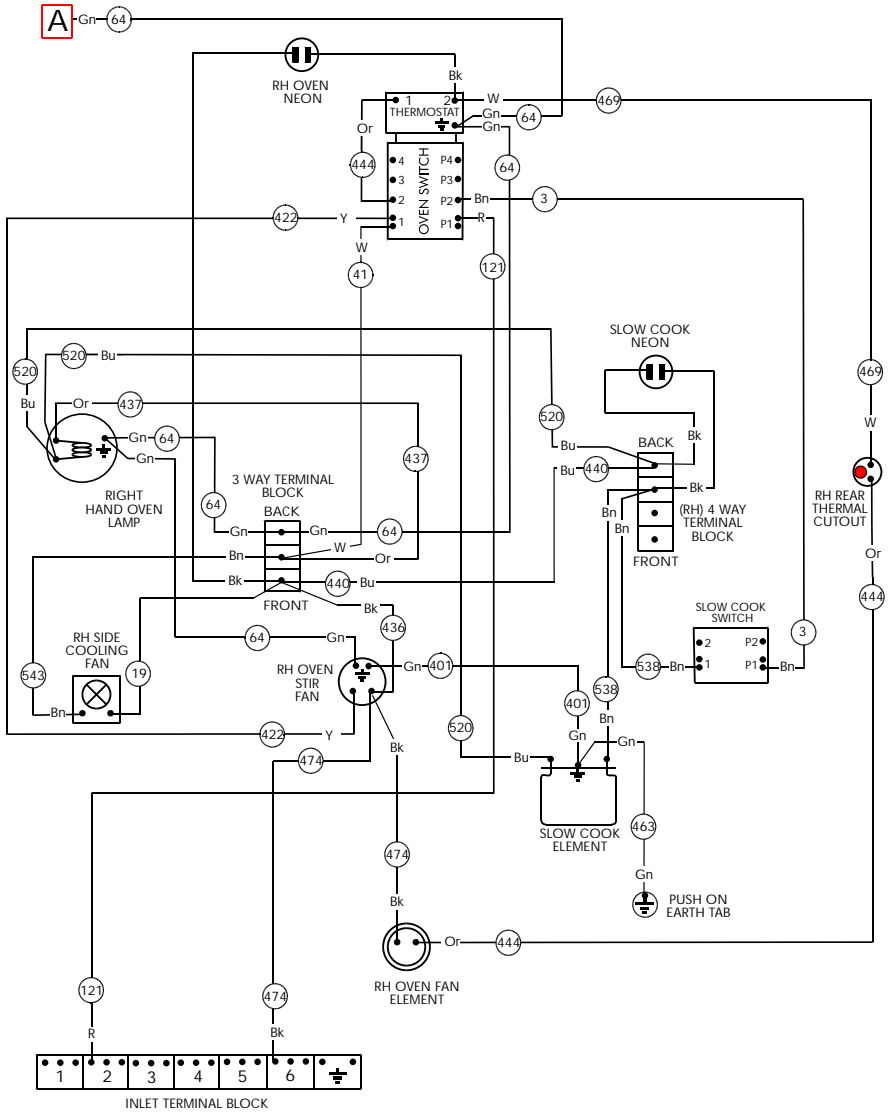 A Gn 64
RH OVEN
NEON
Bk
1 2 W 469
THERMOSTAT Gn 64
Gn
Or
444
64
OVEN SWITCH
4 P4
3 P3
2 P2 Bn 3
422 Y 1 P1 R
W
41
121
SLOW COOK
NEON
520 Bu
520
Bu
469
Or 437
520
W
Gn 64
Gn
437
Bu
BACK
Bk
Bu 440
3 WAY TERMINAL
BLOCK
BACK
RIGHT
HAND OVEN
LAMP
64
Bk
RH REAR
THERMAL
CUTOUT
(RH) 4 WAY
TERMINAL
BLOCK
Bn
Bn
Gn Gn 64
W
Bn Or
Or
FRONT
Bk 440 Bu
FRONT
Bk
444
SLOW COOK
SWITCH
436
3
RH SIDE
COOLING
FAN
64 Gn
2 P2
1 P1
538 Bn Bn
RH OVEN
STIR
FAN
Gn 401
543
19
538
401
Bn
Bn
520
Gn
Gn
422 Y
Bk
474
Bu
463
SLOW COOK
ELEMENT
474
Gn
PUSH ON
EARTH TAB
Bk
Or 444
RH OVEN FAN
ELEMENT
121
474
R
Bk
1 2 3 4 5 6
INLET TERMINAL BLOCK